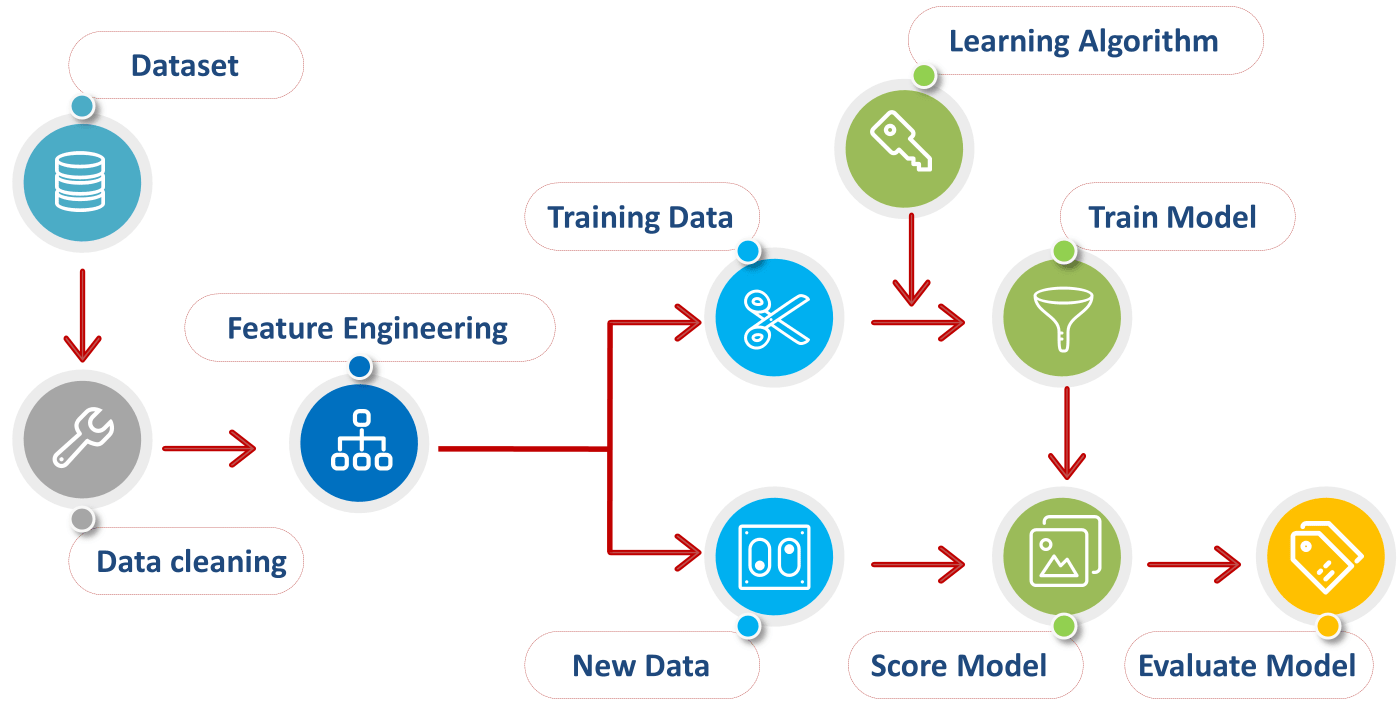 Dataset
Data cleaning
Feature Engineering
Training Data
New Data
Learning Algorithm
Train Model
Score Model
Evaluate Model